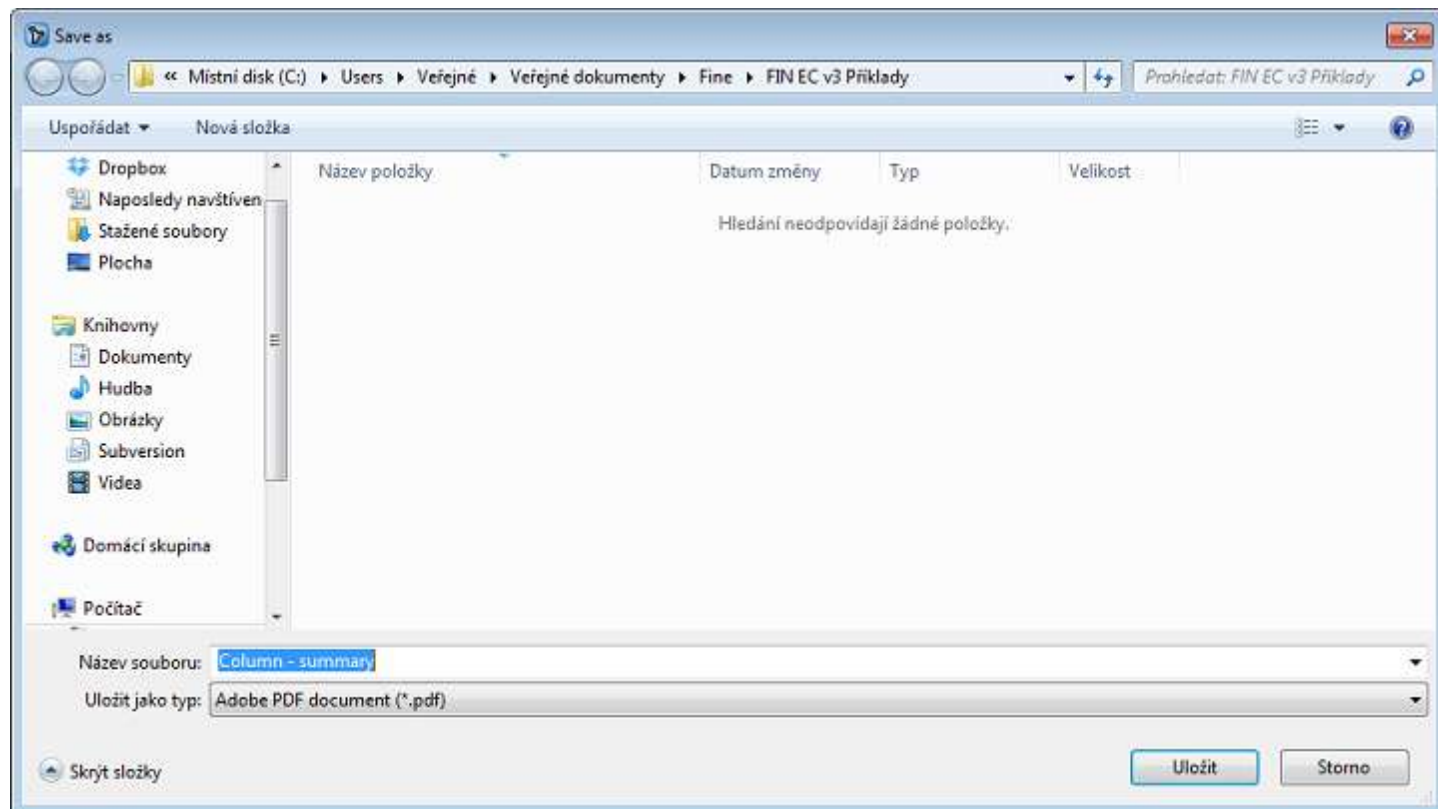 Save as
« Místní disk (C:) ▸ Users ▸ Veřejné ▸ Veřejné dokumenty ▸ Fine ▸ FIN EC v3 Příklady
Prohledat: FIN EC v3 Příklady
Uspořádat Nová složka
Název položky Datum změny Typ Velikost
Hledání neodpovídají žádné položky.
Dropbox
Naposledy navštíven
Stažené soubory
Plocha
Knihovny
Dokumenty
Hudba
Obrázky
Subversion
Videa
Domácí skupina
Počítač
Název souboru: Column - summary
Uložit jako typ: Adobe PDF document (*.pdf)
Skrýt složky Uložit Storno